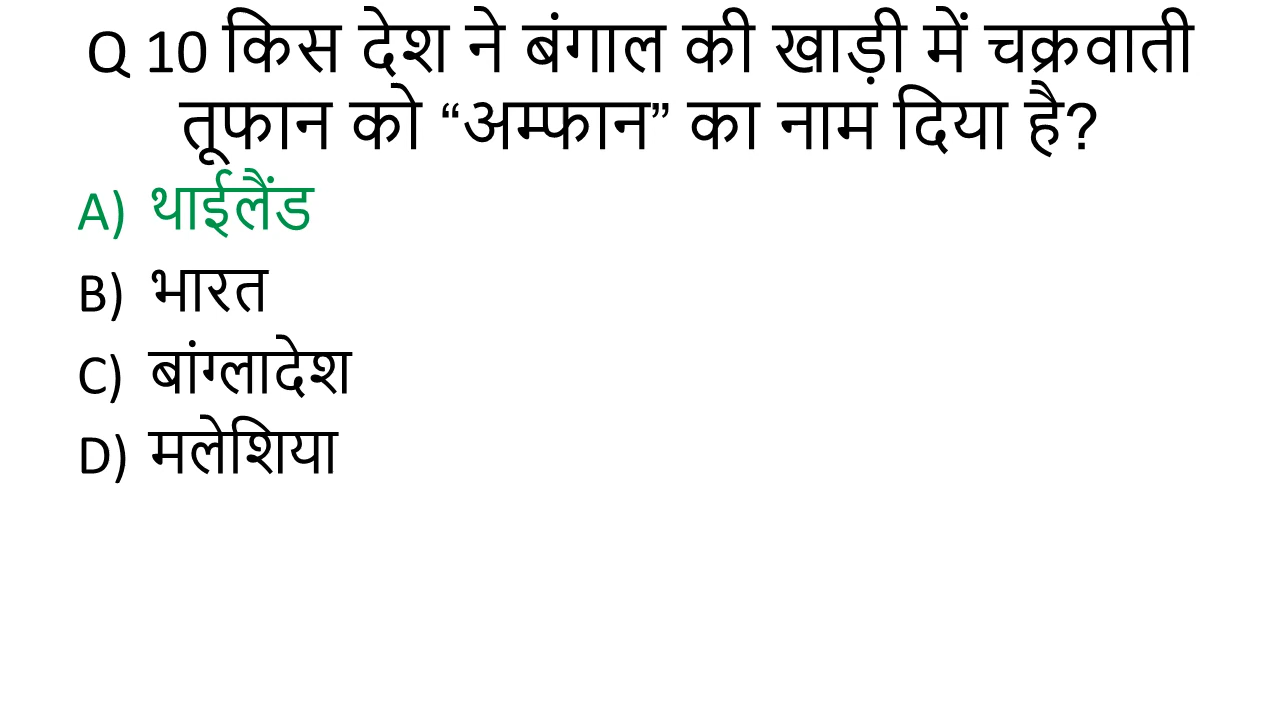 Q 10 किस देश ने बंगाल की खाड़ी में चक्रवाती
तूफान को “अम्फान” का नाम दिया है?
A) थाईलैंड
B) भारत
C) बांग्लादेश
D) मलेशिया